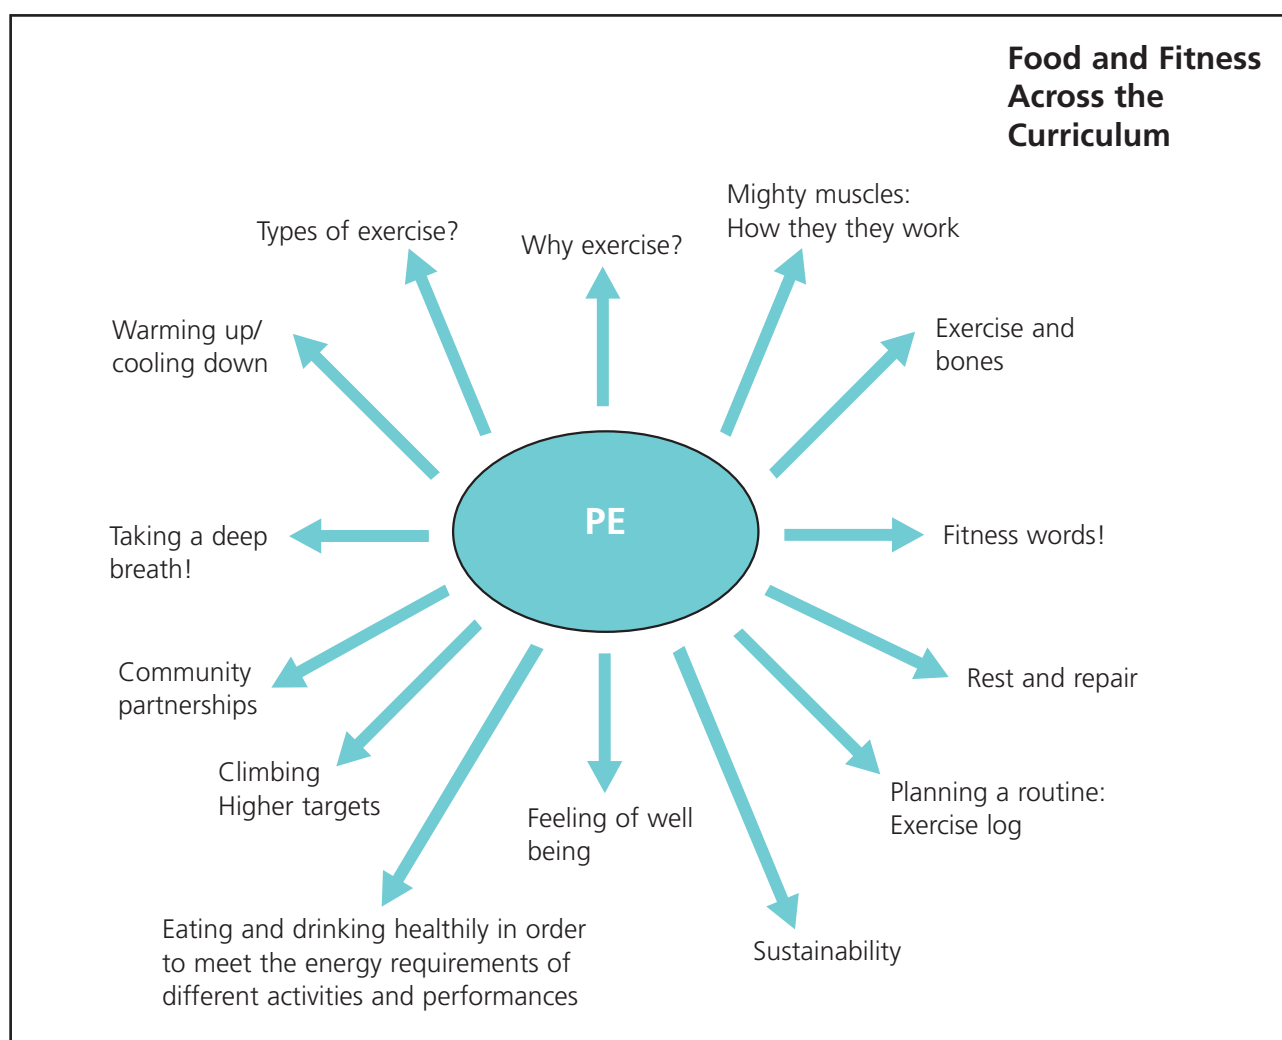 Food and Fitness
Across the
Curriculum
Mighty muscles:
How they they work
Types of exercise?
Why exercise?
Warming up/
cooling down
Exercise and
bones
PE
Taking a deep
breath!
Fitness words!
Community
partnerships
Rest and repair
Climbing
Higher targets
Feeling of well
being
Planning a routine:
Exercise log
Eating and drinking healthily in order
to meet the energy requirements of
different activities and performances
Sustainability